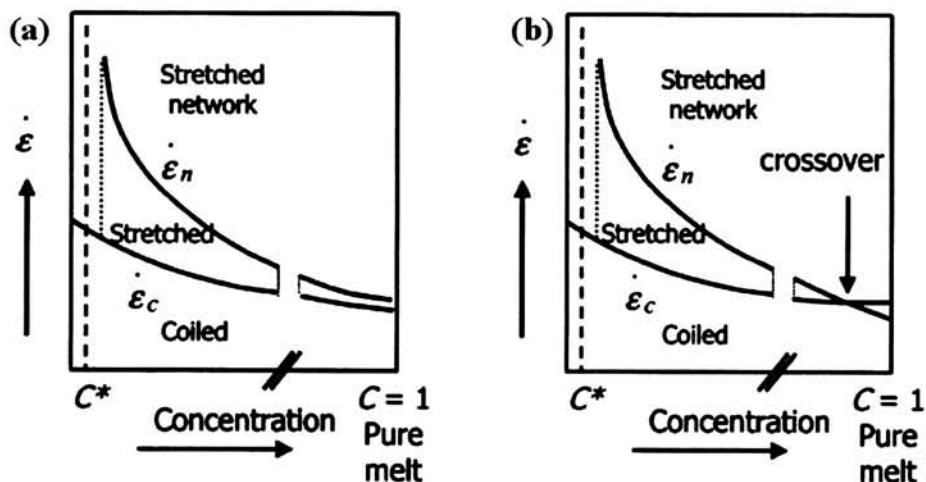 (a)
Stretched
network
ε̇
ε̇n
Stretched
ε̇c
Coiled
C*
C = 1
Concentration
Pure
melt
(b)
Stretched
network
crossover
ε̇
ε̇n
Stretched
ε̇c
Coiled
C*
C = 1
Concentration
Pure
melt